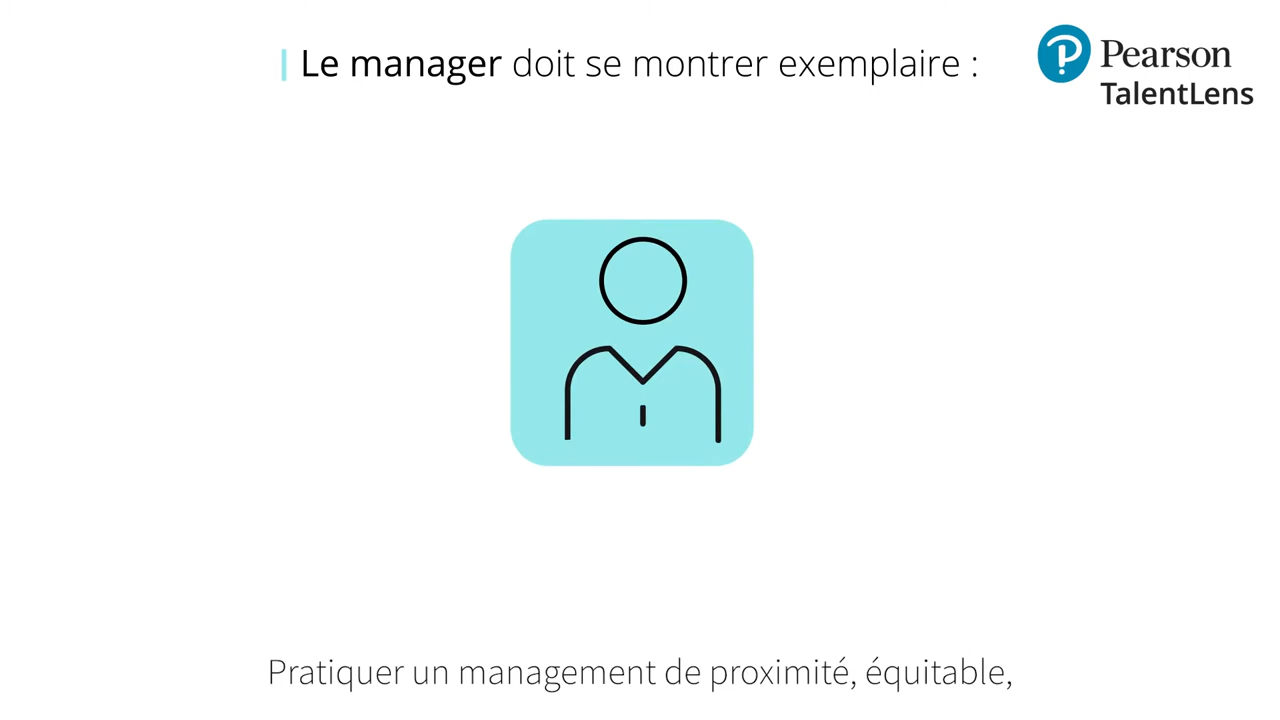 Le manager doit se montrer exemplaire :
Pearson
TalentLens
Pratiquer un management de proximité, équitable,